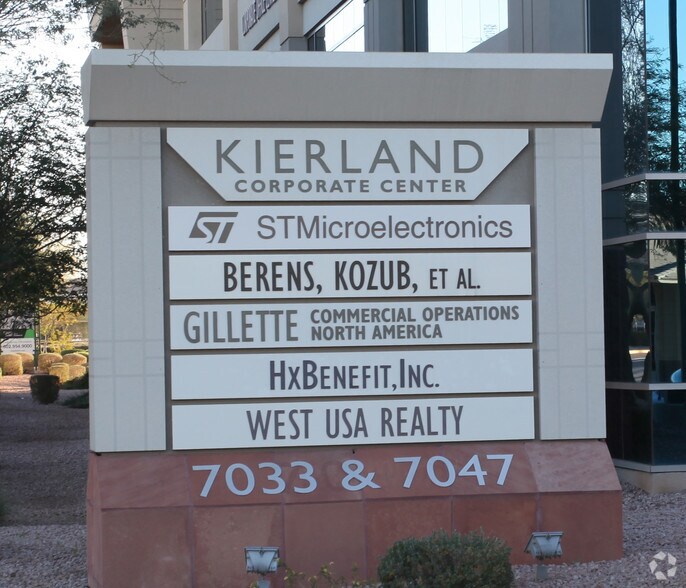 KIERLAND
CORPORATE CENTER
ST STMicroelectronics
BERENS, KOZUB, ET AL.
GILLETTE COMMERCIAL OPERATIONS
NORTH AMERICA
HXBENEFIT,INC.
WEST USA REALTY
7033 & 7047